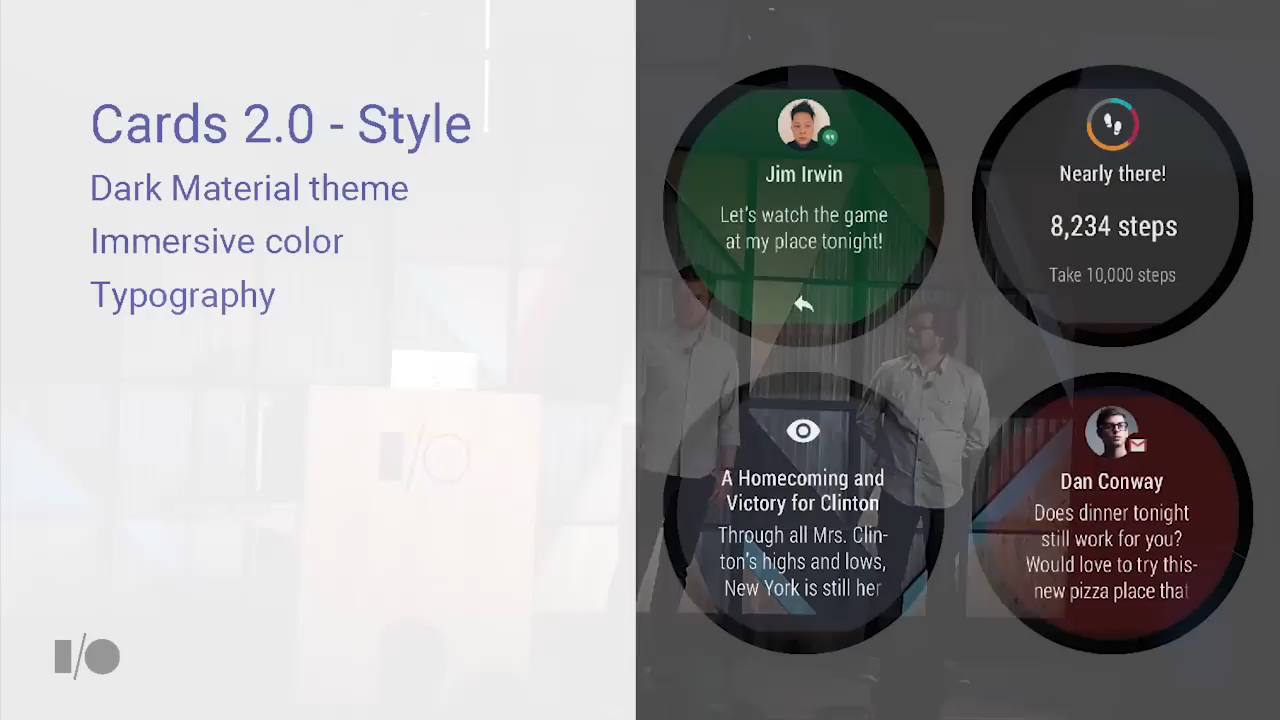 Cards 2.0 - Style
Dark Material theme
Immersive color
Typography
I/O
I/O
Jim Irwin
Let's watch the game
at my place tonight!
Nearly there!
8,234 steps
Take 10,000 steps
A Homecoming and
Victory for Clinton
Through all Mrs. Clin-
ton's highs and lows,
New York is still her
Dan Conway
Does dinner tonight
still work for you?
Would love to try this-
new pizza place that